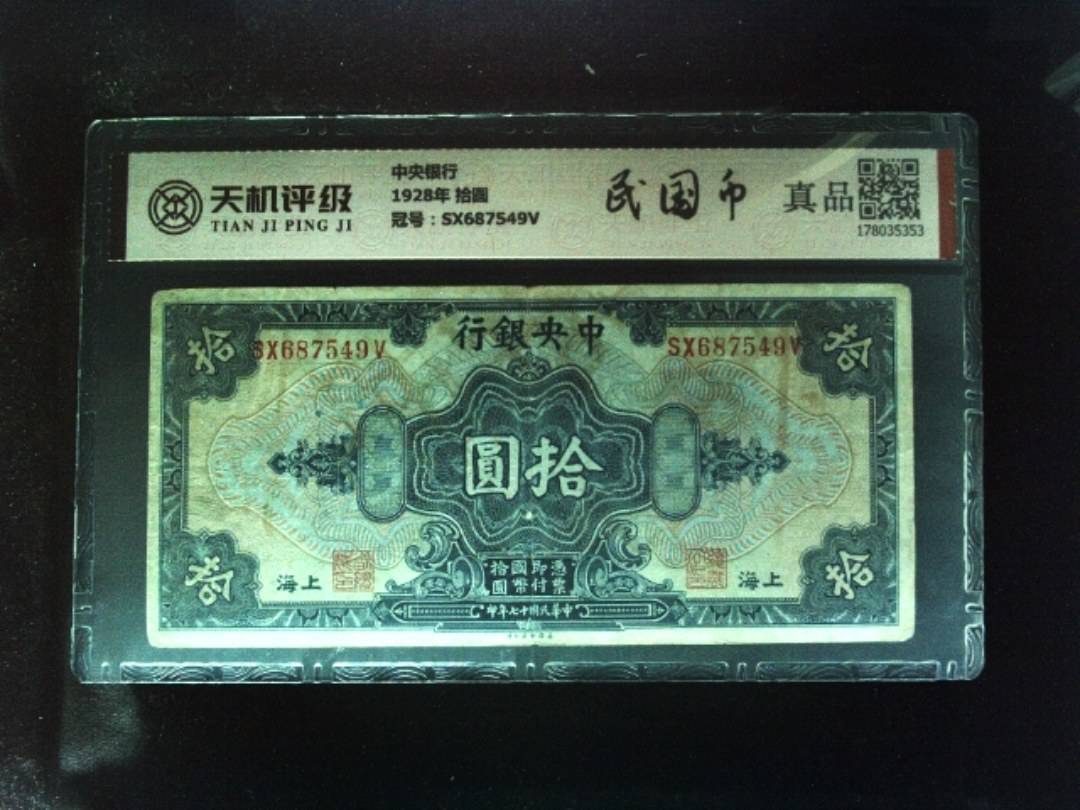 天机评级
TIAN JI PING JI
中央银行
1928年 拾圆
冠号：SX687549V
民国币
真品
178035353
行銀央中
拾
拾
SX687549V
SX687549V
圓拾
海上
海上
憑票
即付
國幣
拾圓
印年七十國民華中
拾
拾